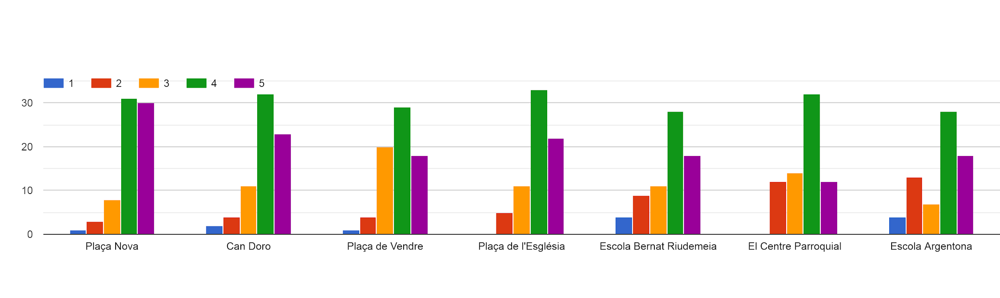 1 2 3 4 5
30
20
10
0
Plaça Nova Can Doro Plaça de Vendre Plaça de l'Església Escola Bernat Riudemeia El Centre Parroquial Escola Argentona